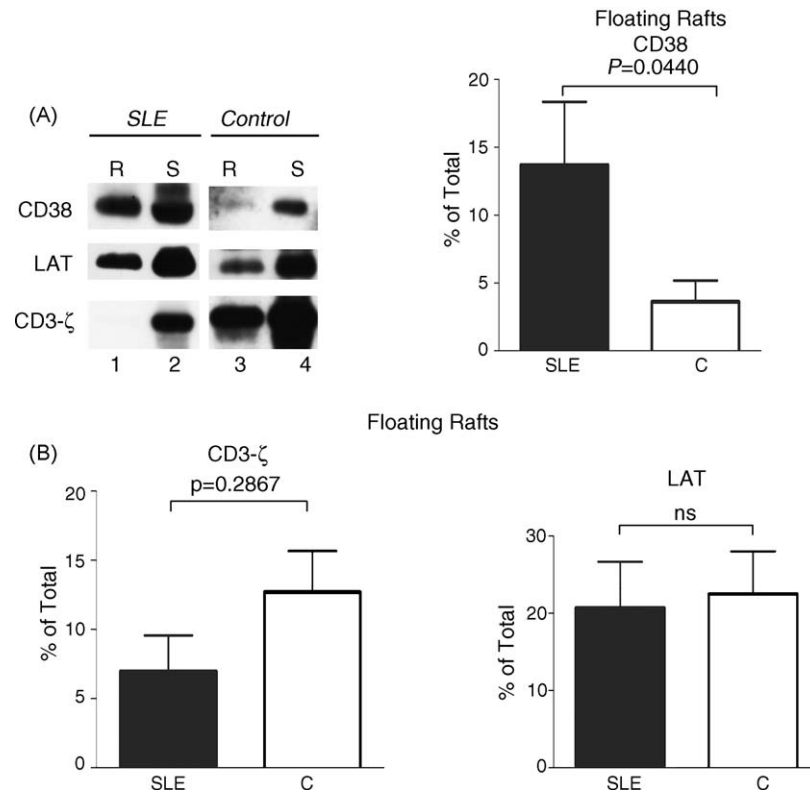 (A)
SLE Control
R S R S
CD38
LAT
CD3-ζ
1 2 3 4
Floating Rafts
CD38
P=0.0440
% of Total
20
15
10
5
0
SLE C
Floating Rafts
(B)
CD3-ζ
p=0.2867
% of Total
20
15
10
5
0
SLE C
LAT
ns
% of Total
30
20
10
0
SLE C